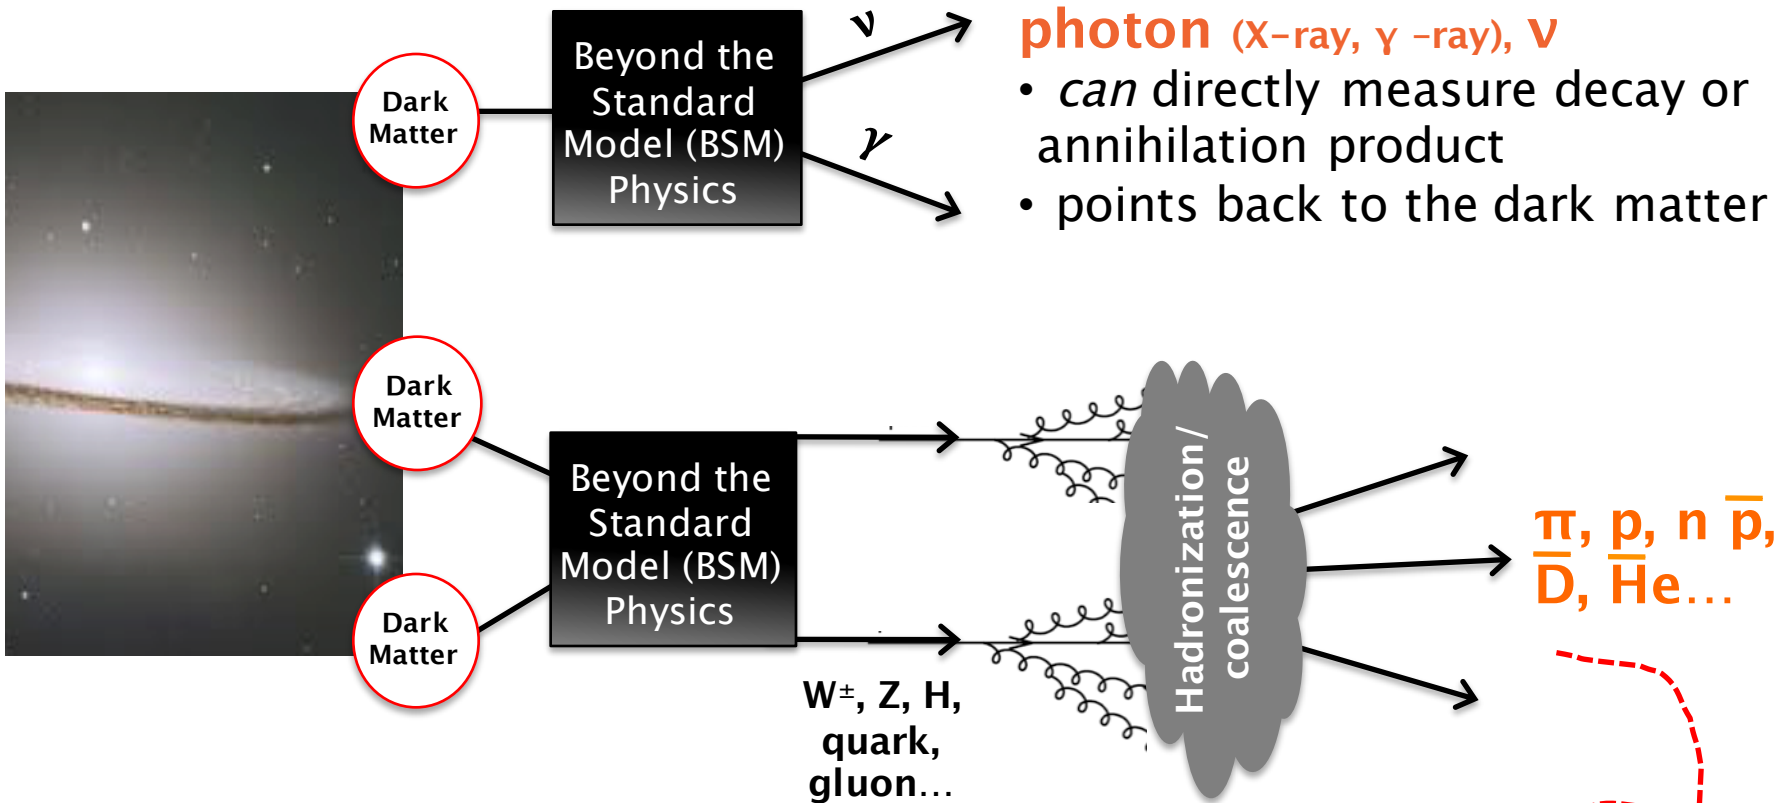 Dark
Matter
Beyond the
Standard
Model (BSM)
Physics
ν
γ
photon (X-ray, γ -ray), ν
• can directly measure decay or
annihilation product
• points back to the dark matter
Dark
Matter
Dark
Matter
Beyond the
Standard
Model (BSM)
Physics
W±, Z, H,
quark,
gluon...
Hadronization/
coalescence
π, p, n p̅,
D̅, H̅e...